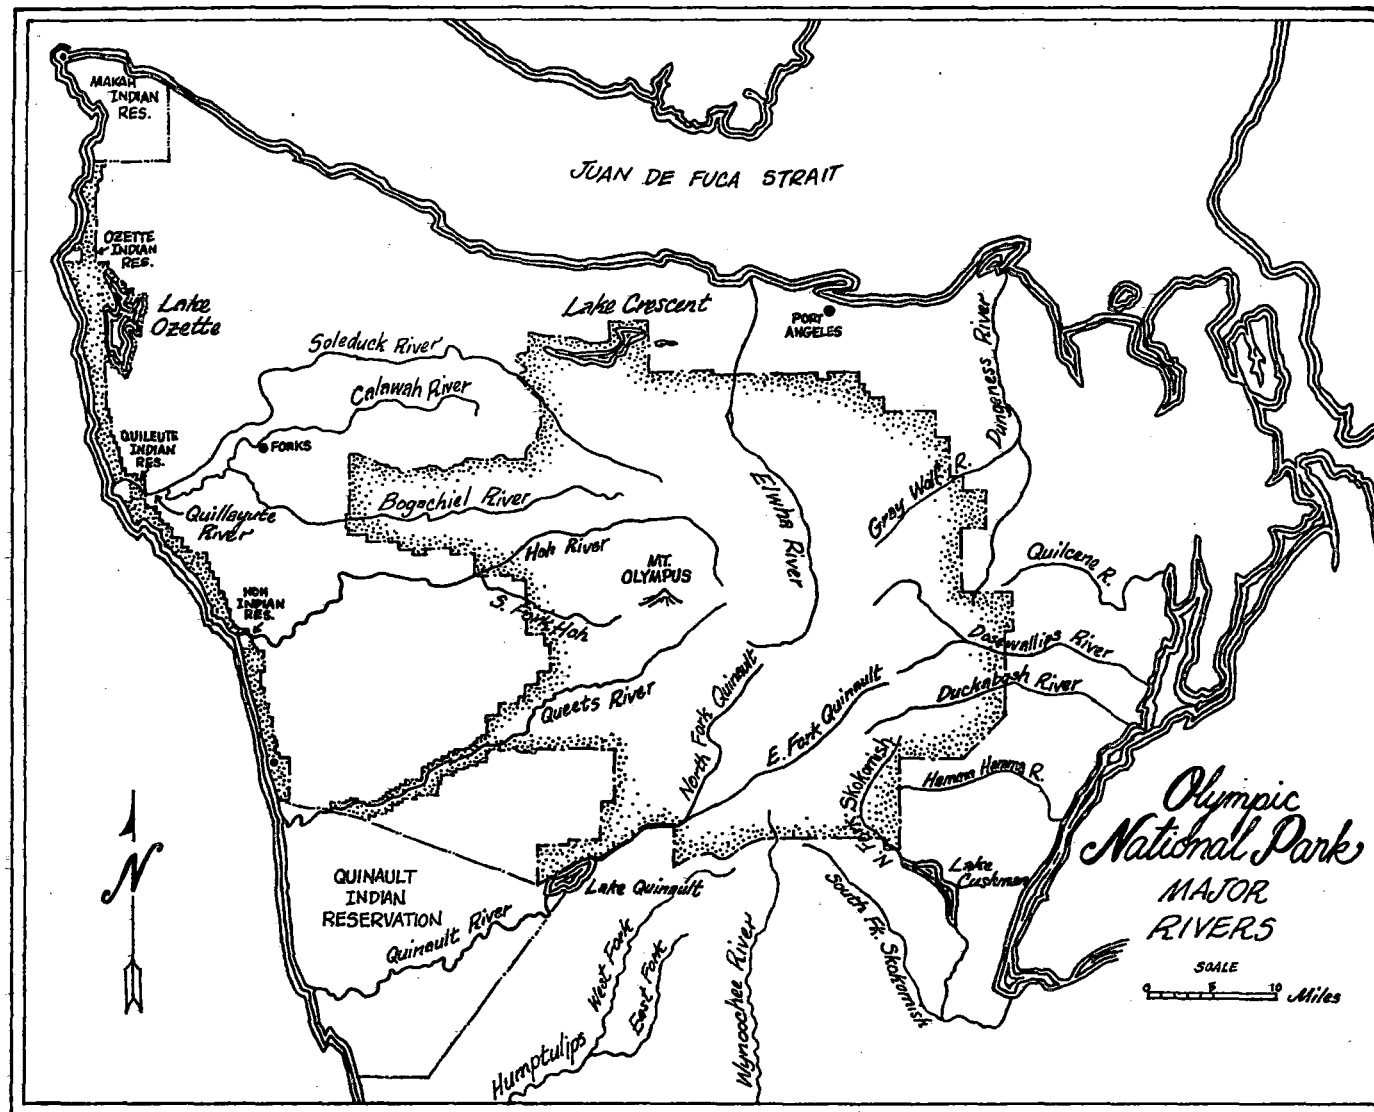 MAKAH
INDIAN
RES.
JUAN DE FUCA STRAIT
OZETTE
INDIAN
RES.
Lake
Ozette
Lake Crescent
PORT
ANGELES
Soleduck River
Calawah River
FORKS
QUILEUTE
INDIAN
RES.
Quillayute
River
Bogachiel River
Hoh River
MT.
OLYMPUS
Elwha River
Dungeness River
Gray Wolf R.
Quilcene R.
HOH
INDIAN
RES.
S. Fork Hoh
Queets River
North Fork Quinault
E. Fork Quinault
Dosewallips River
Duckabosh River
N. Fork Skokomish
Hamma Hamma R.
Lake
Cushman
QUINAULT
INDIAN
RESERVATION
Lake Quinault
Quinault River
West Fork
East Fork
Humptulips
Wynoochee River
South Fk. Skokomish
Olympic
National Park
MAJOR
RIVERS
SCALE
0 5 10 Miles
N